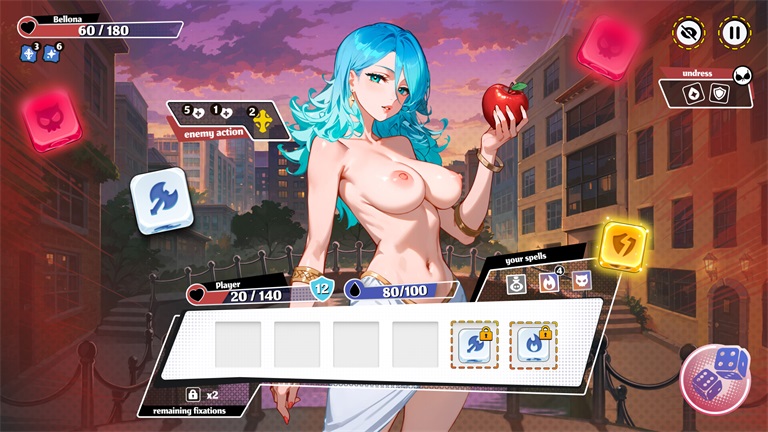 Bellona
60 / 180
3 6
undress
5 1 2
enemy action
your spells
4
Player
20 / 140
12
80/100
x2
remaining fixations